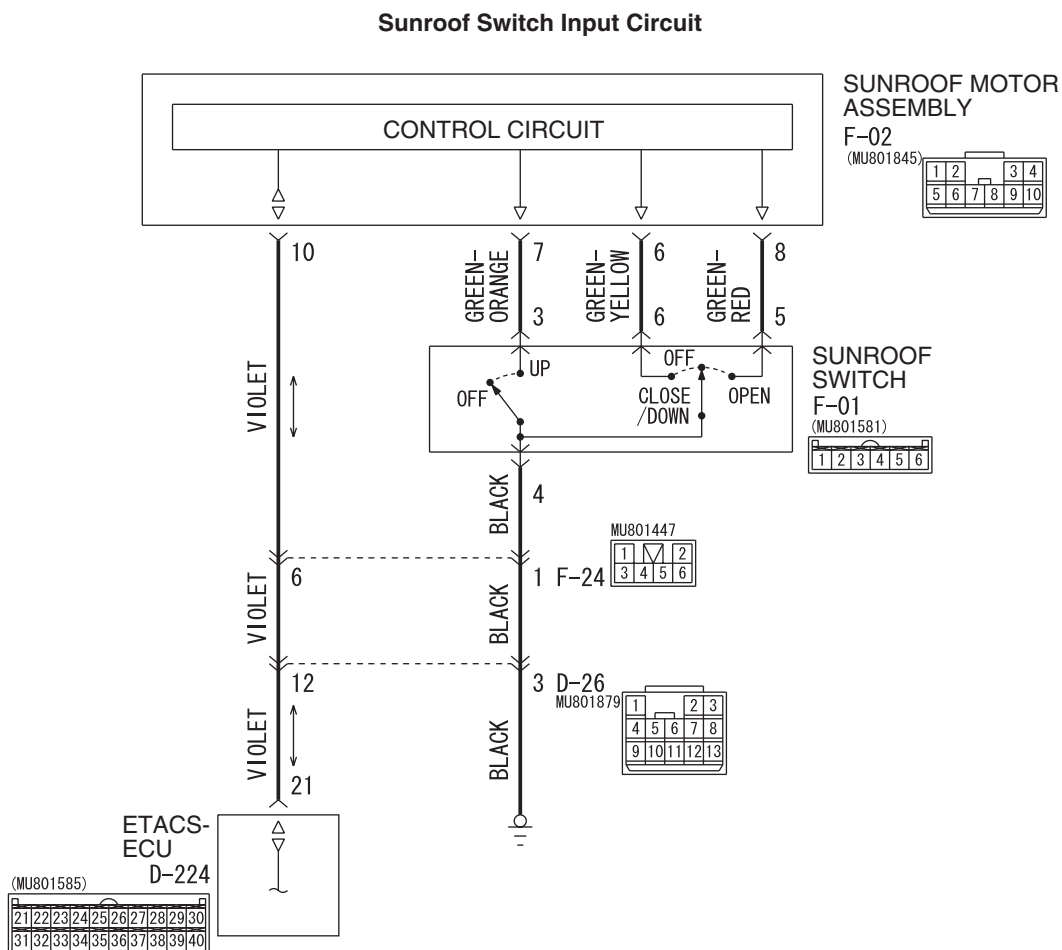 Sunroof Switch Input Circuit
SUNROOF MOTOR
ASSEMBLY
F-02
(MU801845)
1 2 3 4
5 6 7 8 9 10
CONTROL CIRCUIT
10 7 6 8
GREEN-
ORANGE
GREEN-
YELLOW
GREEN-
RED
3 6 5
VIOLET
OFF
UP
OFF
CLOSE
/DOWN
OPEN
SUNROOF
SWITCH
F-01
(MU801581)
1 2 3 4 5 6
BLACK
4
MU801447
1 2
3 4 5 6
6 1 F-24
VIOLET
BLACK
12 3 D-26
MU801879
1 2 3
4 5 6 7 8
9 10 11 12 13
VIOLET
BLACK
21
ETACS-
ECU
D-224
(MU801585)
21 22 23 24 25 26 27 28 29 30
31 32 33 34 35 36 37 38 39 40